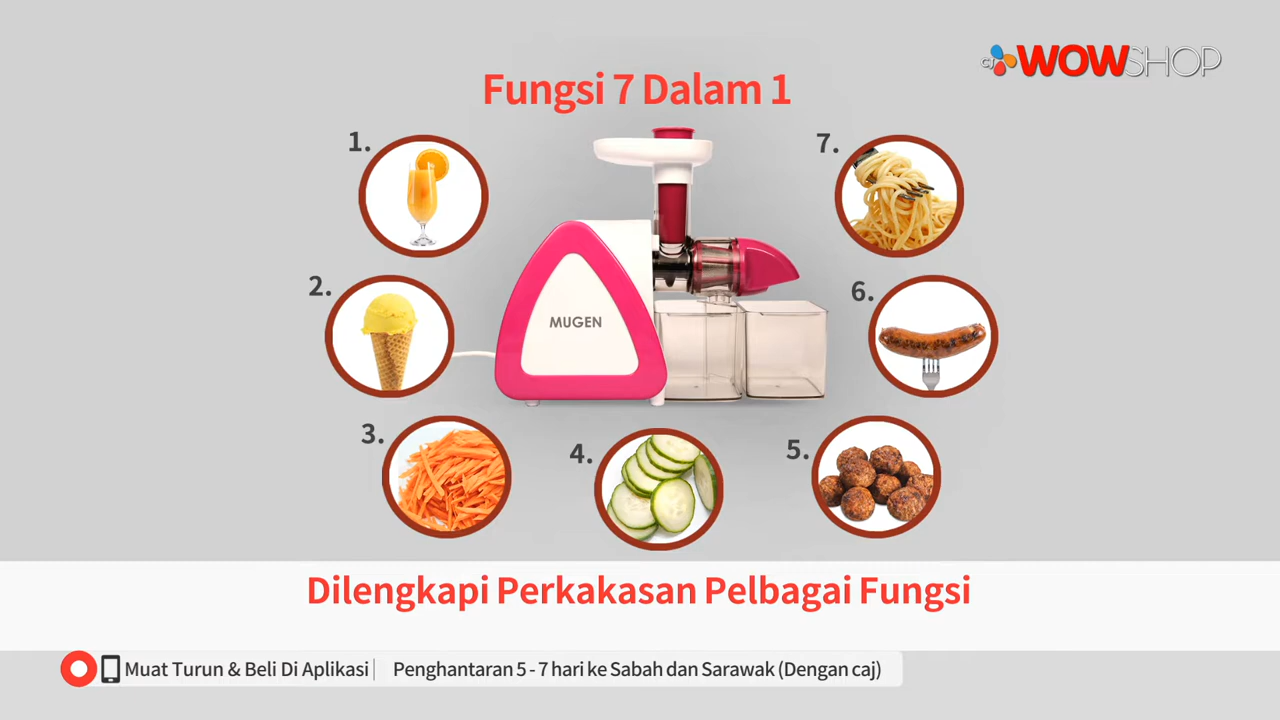 CJ WOWSHOP
Fungsi 7 Dalam 1
1.
7.
2.
6.
MUGEN
3.
4.
5.
Dilengkapi Perkakasan Pelbagai Fungsi
Muat Turun & Beli Di Aplikasi | Penghantaran 5 - 7 hari ke Sabah dan Sarawak (Dengan caj)